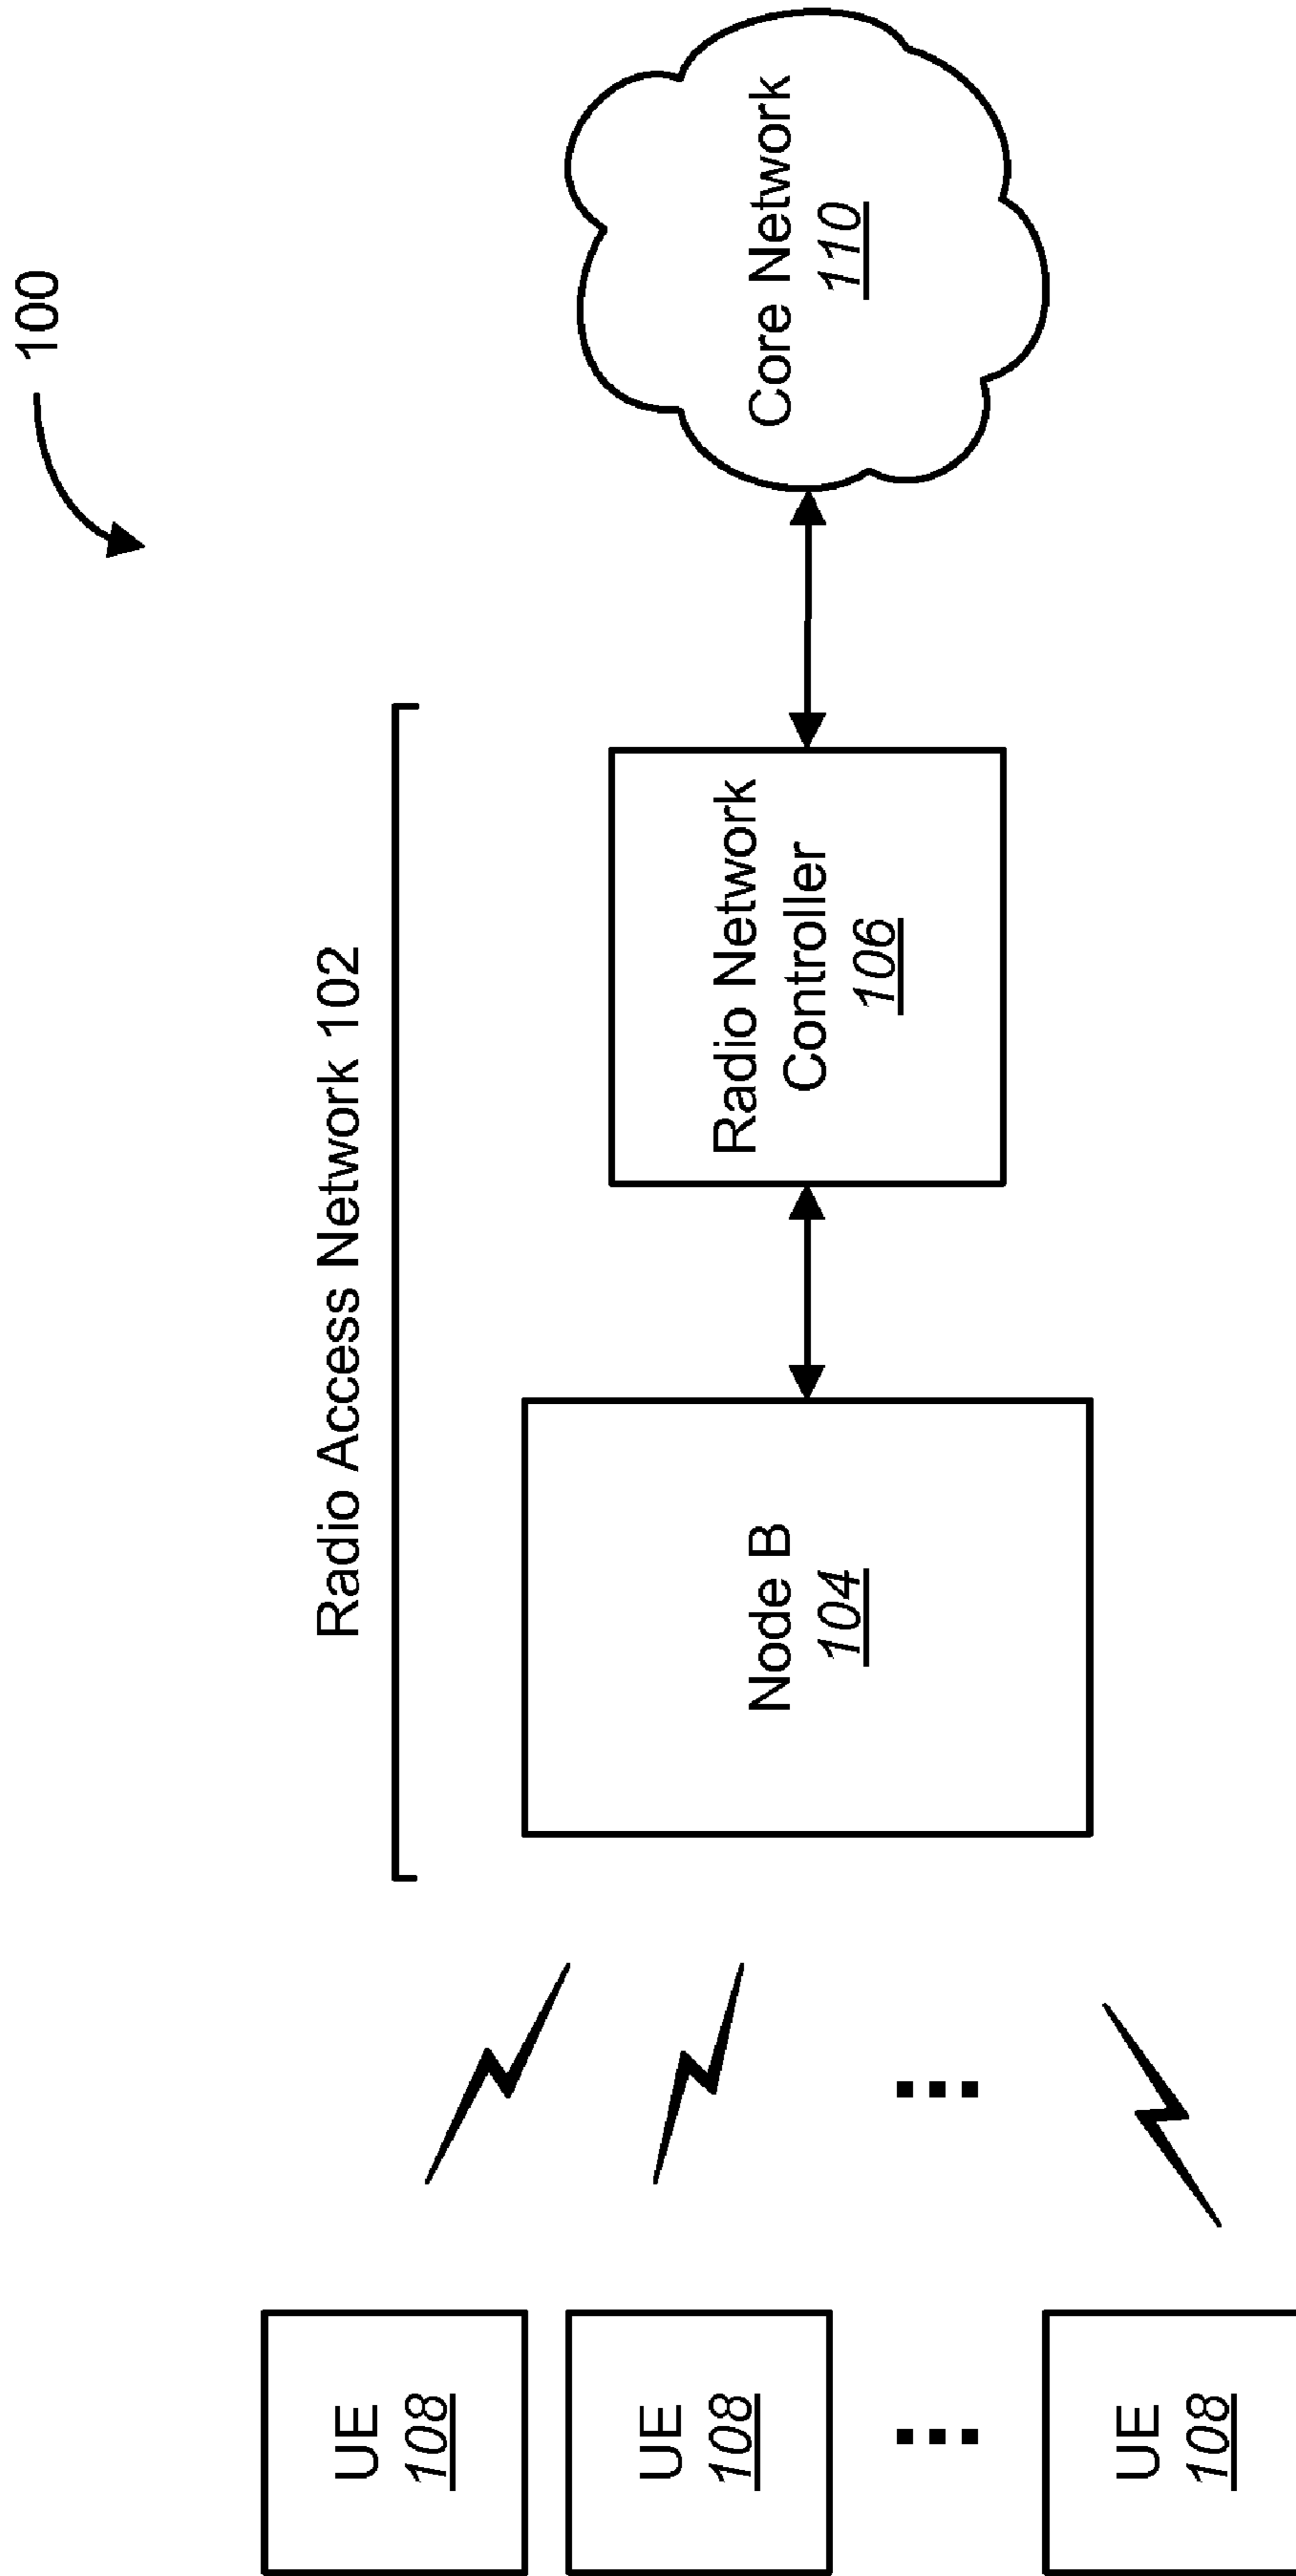 100
Radio Access Network 102
UE
108
UE
108
UE
108
Node B
104
Radio Network
Controller
106
Core Network
110